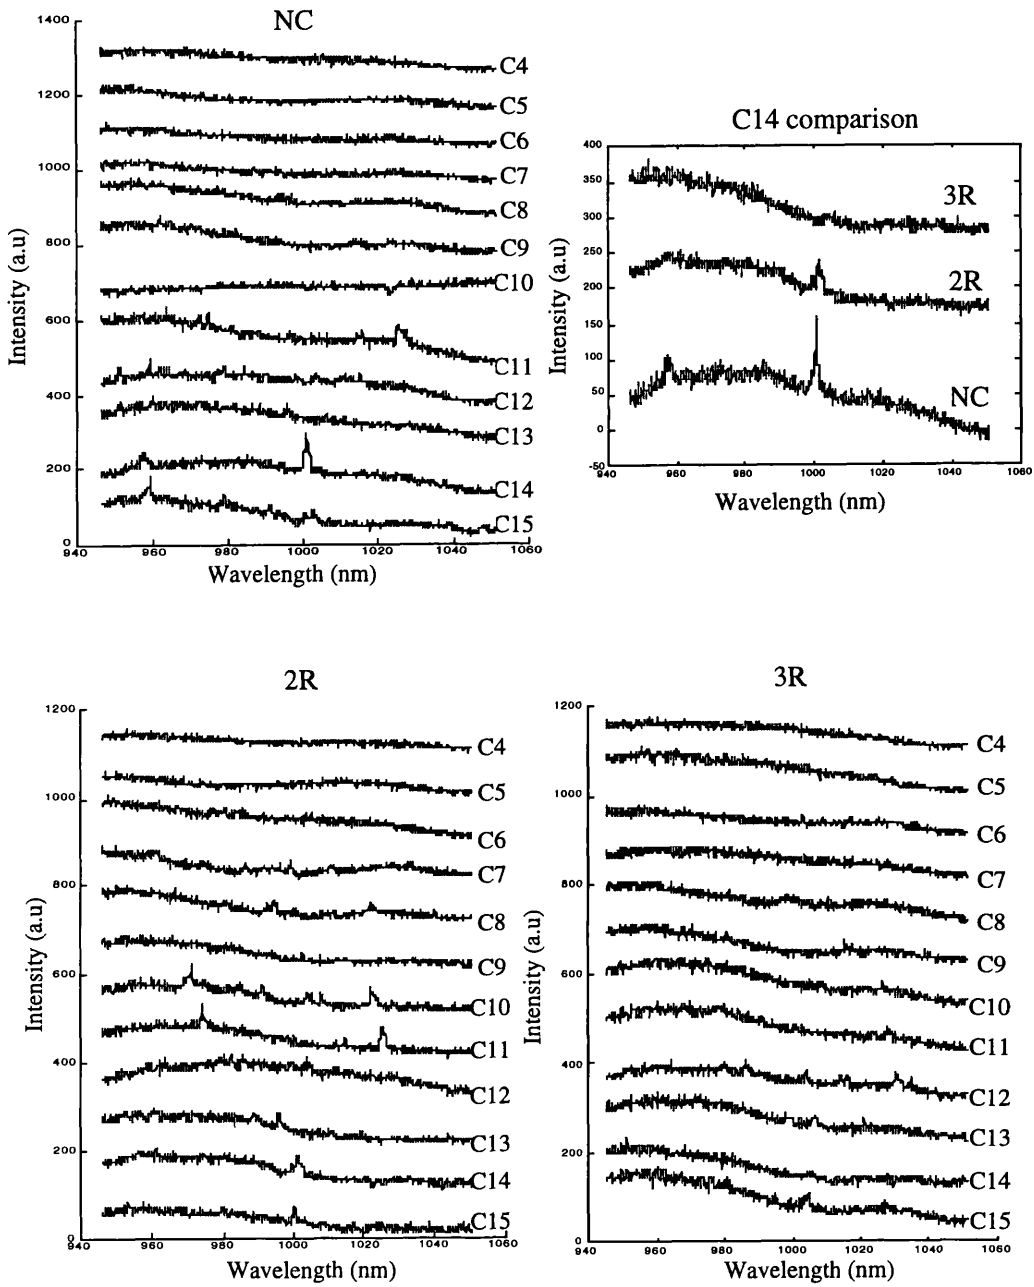 NC
1400
1200
1000
800
600
400
200
0
Intensity (a.u)
C4
C5
C6
C7
C8
C9
C10
C11
C12
C13
C14
C15
940 960 980 1000 1020 1040 1060
Wavelength (nm)
C14 comparison
400
350
300
250
200
150
100
50
0
-50
Intensity (a.u)
3R
2R
NC
940 960 980 1000 1020 1040 1060
Wavelength (nm)
2R
1200
1000
800
600
400
200
0
Intensity (a.u)
C4
C5
C6
C7
C8
C9
C10
C11
C12
C13
C14
C15
940 960 980 1000 1020 1040 1060
Wavelength (nm)
3R
1200
1000
800
600
400
200
0
Intensity (a.u)
C4
C5
C6
C7
C8
C9
C10
C11
C12
C13
C14
C15
940 960 980 1000 1020 1040 1060
Wavelength (nm)